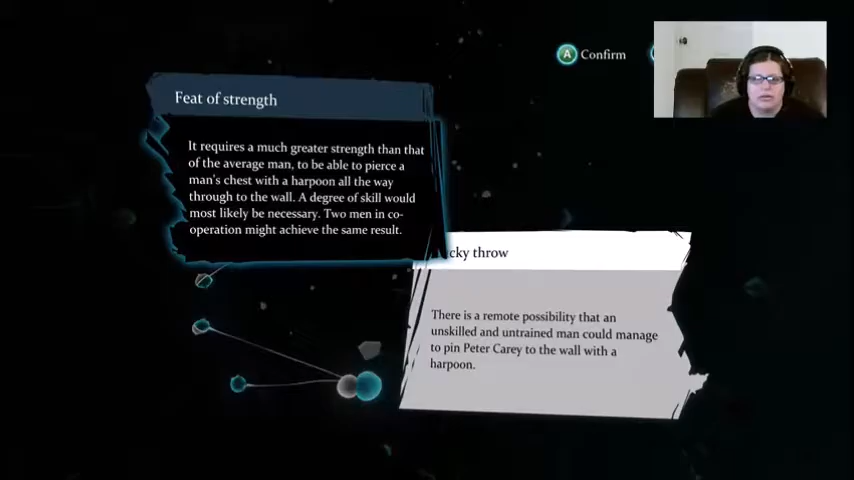 Confirm
Feat of strength
It requires a much greater strength than that
of the average man, to be able to pierce a
man's chest with a harpoon all the way
through to the wall. A degree of skill would
most likely be necessary. Two men in co-
operation might achieve the same result.
cky throw
There is a remote possibility that an
unskilled and untrained man could manage
to pin Peter Carey to the wall with a
harpoon.